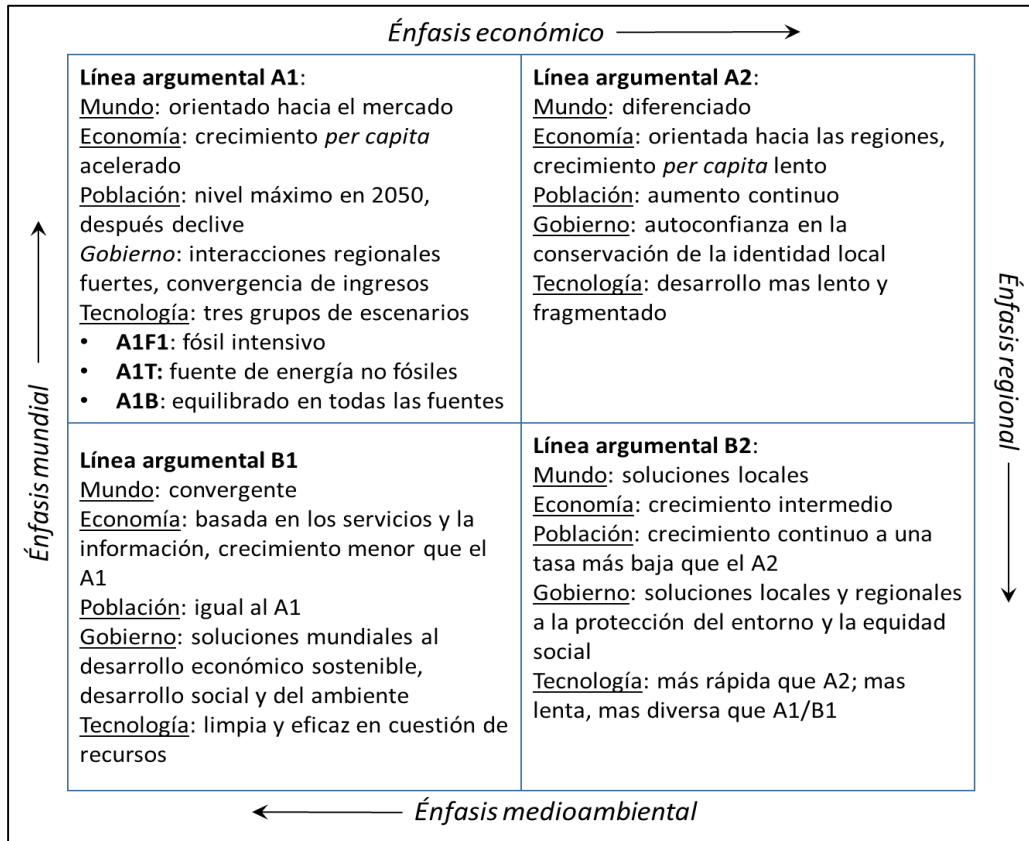 Énfasis económico
Línea argumental A1:
Mundo: orientado hacia el mercado
Economía: crecimiento per capita
acelerado
Población: nivel máximo en 2050,
después declive
Gobierno: interacciones regionales
fuertes, convergencia de ingresos
Tecnología: tres grupos de escenarios
• A1F1: fósil intensivo
• A1T: fuente de energía no fósiles
• A1B: equilibrado en todas las fuentes
Línea argumental A2:
Mundo: diferenciado
Economía: orientada hacia las regiones,
crecimiento per capita lento
Población: aumento continuo
Gobierno: autoconfianza en la
conservación de la identidad local
Tecnología: desarrollo mas lento y
fragmentado
Énfasis mundial
Énfasis regional
Línea argumental B1
Mundo: convergente
Economía: basada en los servicios y la
información, crecimiento menor que el
A1
Población: igual al A1
Gobierno: soluciones mundiales al
desarrollo económico sostenible,
desarrollo social y del ambiente
Tecnología: limpia y eficaz en cuestión de
recursos
Línea argumental B2:
Mundo: soluciones locales
Economía: crecimiento intermedio
Población: crecimiento continuo a una
tasa más baja que el A2
Gobierno: soluciones locales y regionales
a la protección del entorno y la equidad
social
Tecnología: más rápida que A2; mas
lenta, mas diversa que A1/B1
Énfasis medioambiental